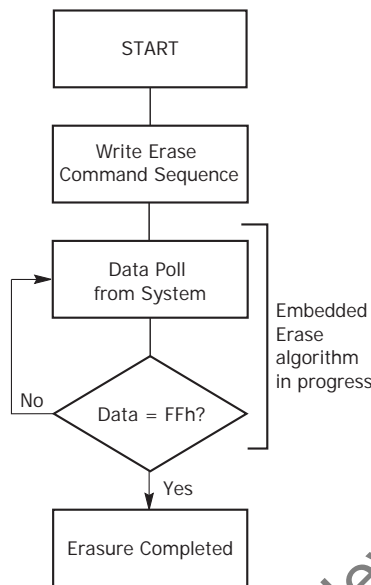 START
Write Erase
Command Sequence
Data Poll
from System
Embedded
Erase
algorithm
in progress
No
Data = FFh?
Yes
Erasure Completed